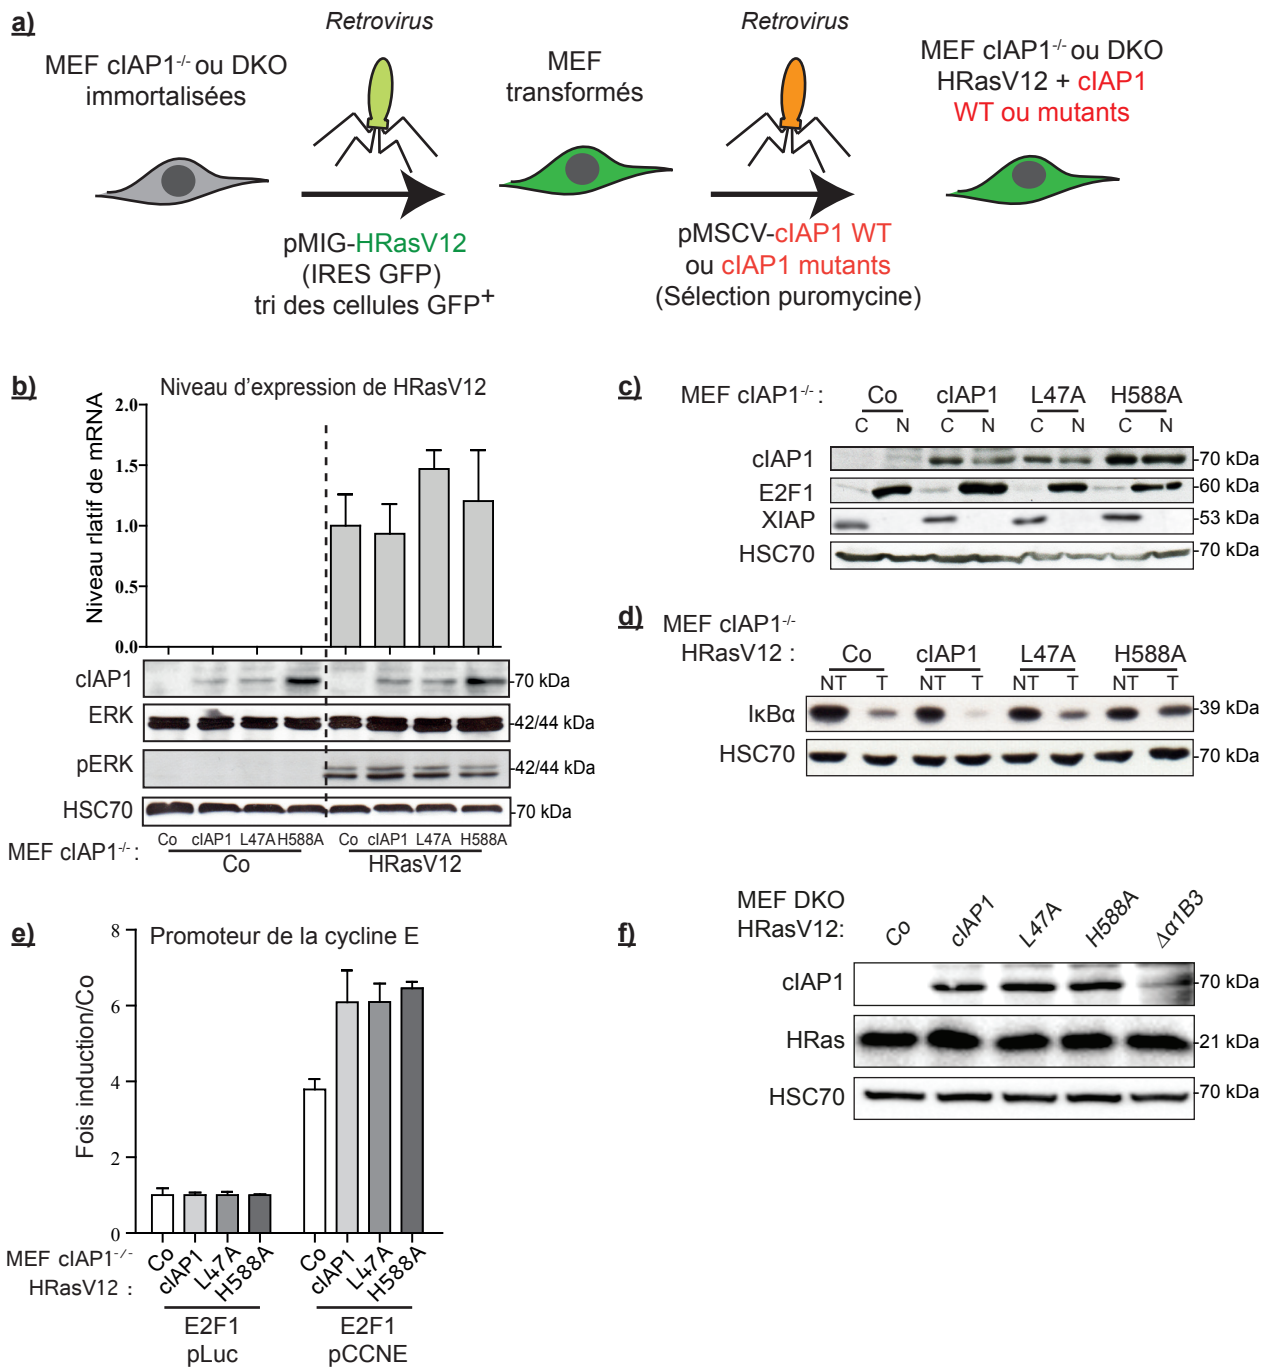 a)
Retrovirus
Retrovirus
MEF cIAP1-/- ou DKO
immortalisées
MEF
transformés
MEF cIAP1-/- ou DKO
HRasV12 + cIAP1
WT ou mutants
pMIG-HRasV12
(IRES GFP)
tri des cellules GFP+
pMSCV-cIAP1 WT
ou cIAP1 mutants
(Sélection puromycine)
b)
Niveau d'expression de HRasV12
Niveau rlatif de mRNA
2.0
1.5
1.0
0.5
0.0
cIAP1
-70 kDa
ERK
-42/44 kDa
pERK
-42/44 kDa
HSC70
-70 kDa
Co cIAP1 L47A H588A Co cIAP1 L47A H588A
MEF cIAP1-/- :
Co
HRasV12
c)
MEF cIAP1-/- :
Co cIAP1 L47A H588A
C N C N C N C N
cIAP1
-70 kDa
E2F1
-60 kDa
XIAP
-53 kDa
HSC70
-70 kDa
d)
MEF cIAP1-/-
HRasV12 :
Co cIAP1 L47A H588A
NT T NT T NT T NT T
IκBα
-39 kDa
HSC70
-70 kDa
e)
Promoteur de la cycline E
Fois induction/Co
8
6
4
2
0
MEF cIAP1-/-
HRasV12 :
Co cIAP1 L47A H588A Co cIAP1 L47A H588A
E2F1
pLuc
E2F1
pCCNE
f)
MEF DKO
HRasV12:
Co cIAP1 L47A H588A Δα1B3
cIAP1
-70 kDa
HRas
-21 kDa
HSC70
-70 kDa